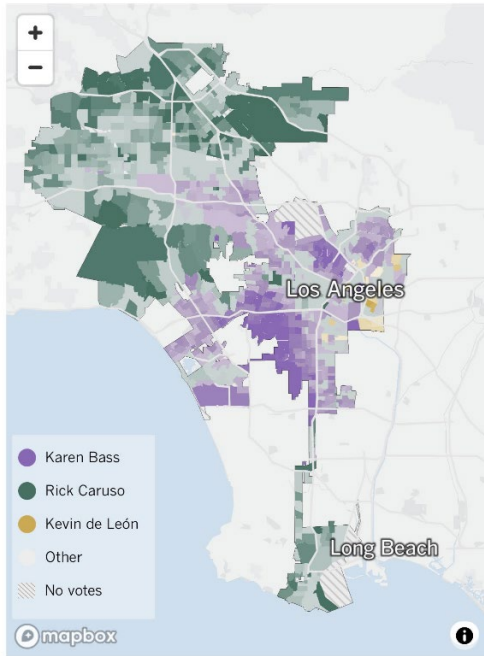 +
−
Los Angeles
Karen Bass
Rick Caruso
Kevin de León
Other
No votes
Long Beach
mapbox
i